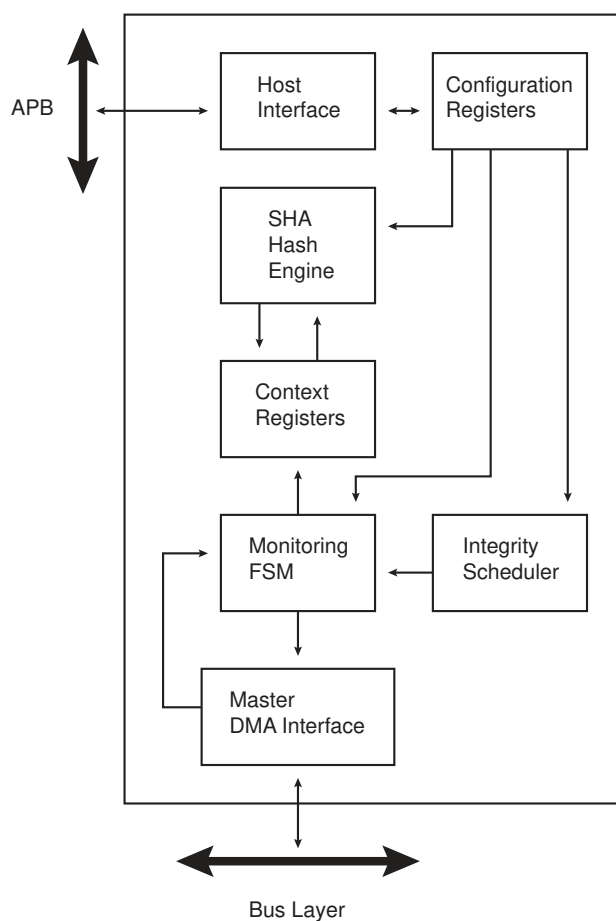 APB
Host
Interface
Configuration
Registers
SHA
Hash
Engine
Context
Registers
Monitoring
FSM
Integrity
Scheduler
Master
DMA Interface
Bus Layer